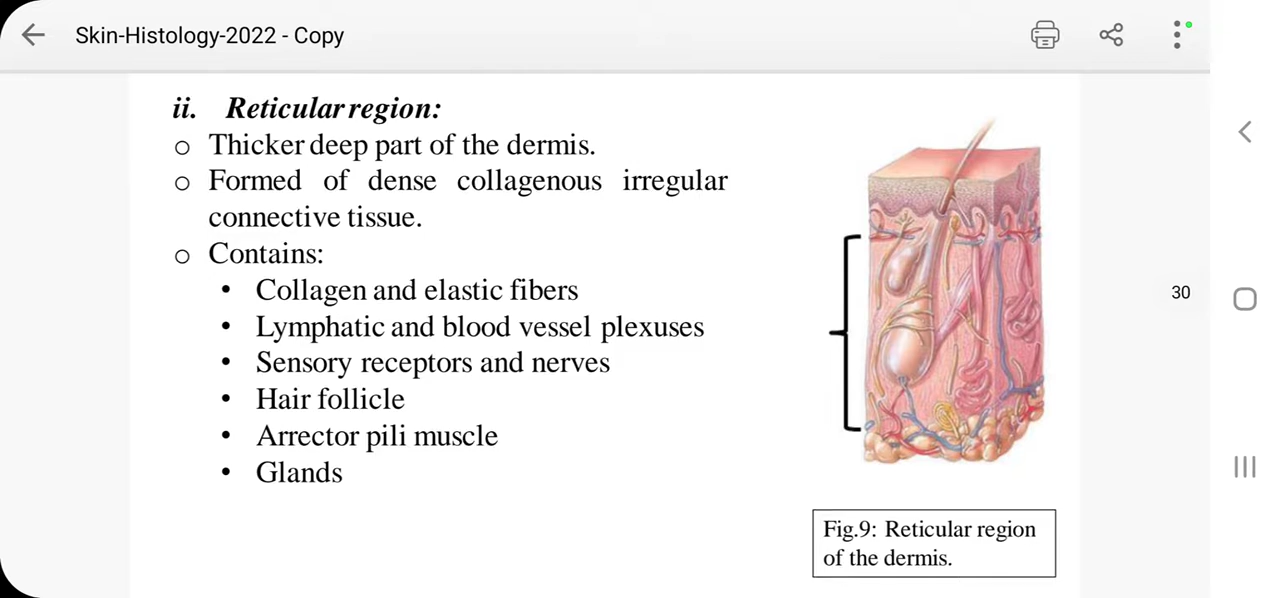 Skin-Histology-2022 - Copy
ii. Reticular region:
o Thicker deep part of the dermis.
o Formed of dense collagenous irregular
connective tissue.
o Contains:
• Collagen and elastic fibers
• Lymphatic and blood vessel plexuses
• Sensory receptors and nerves
• Hair follicle
• Arrector pili muscle
• Glands
30
Fig.9: Reticular region
of the dermis.